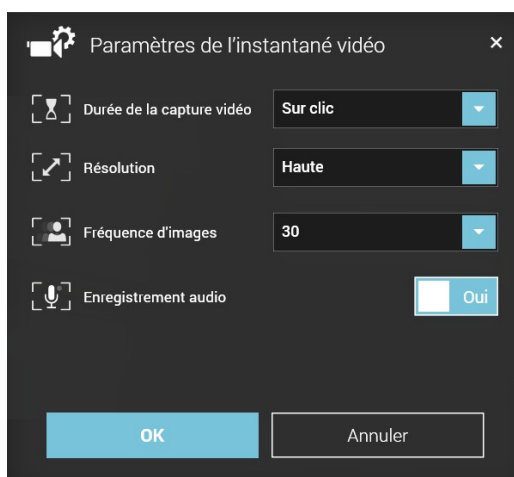 Paramètres de l'instantané vidéo
Durée de la capture vidéo
Sur clic
Résolution
Haute
Fréquence d'images
30
Enregistrement audio
Oui
OK
Annuler